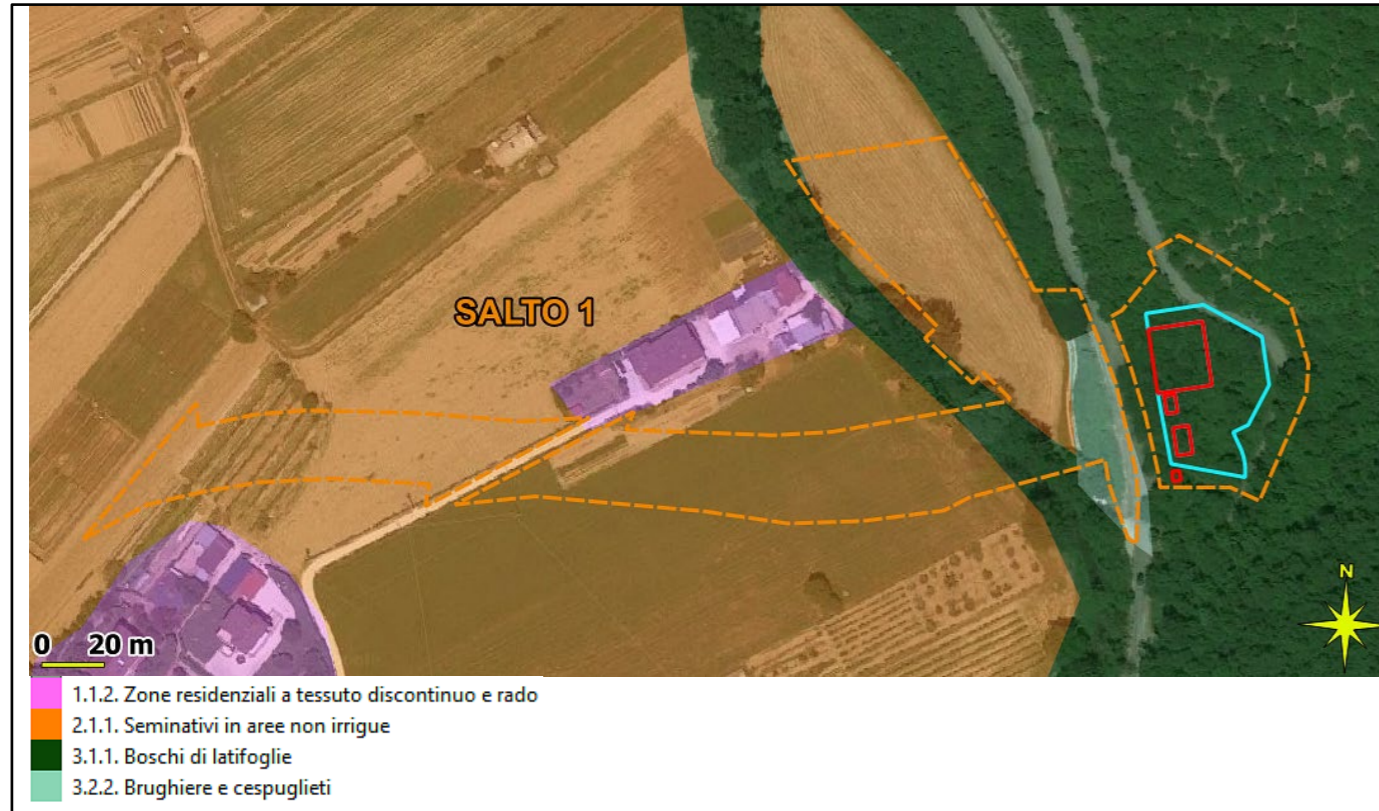 SALTO 1
N
0 20 m
1.1.2. Zone residenziali a tessuto discontinuo e rado
2.1.1. Seminativi in aree non irrigue
3.1.1. Boschi di latifoglie
3.2.2. Brughiere e cespuglieti